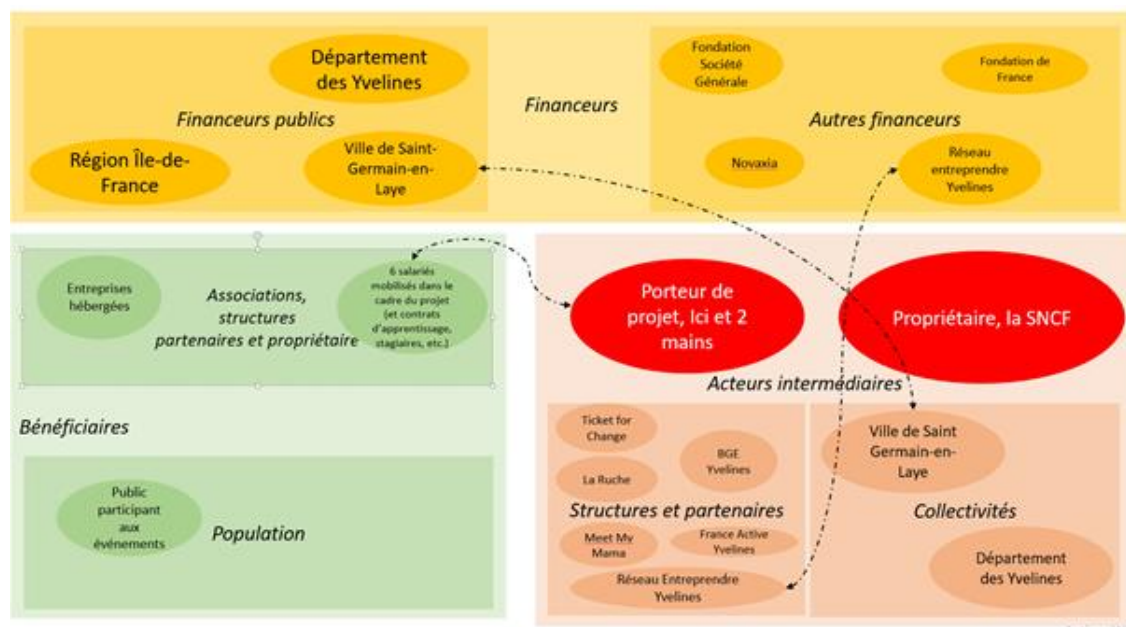 Département
des Yvelines
Financeurs publics
Région Île-de-
France
Ville de Saint-
Germain-en-
Laye
Financeurs
Fondation
Société
Générale
Fondation de
France
Autres financeurs
Novaxia
Réseau
entreprendre
Yvelines
Entreprises
hébergées
Associations,
structures
partenaires et propriétaire
6 salariés
mobilisés dans le
cadre du projet
(et contrats
d'apprentissage,
stagiaires, etc.)
Bénéficiaires
Public
participant
aux
événements
Population
Porteur de
projet, Ici et 2
mains
Propriétaire, la SNCF
Acteurs intermédiaires
Ticket for
Change
BGE
Yvelines
La Ruche
Structures et partenaires
Meet My
Mama
France Active
Yvelines
Réseau Entreprendre
Yvelines
Ville de Saint
Germain-en-
Laye
Collectivités
Département
des Yvelines